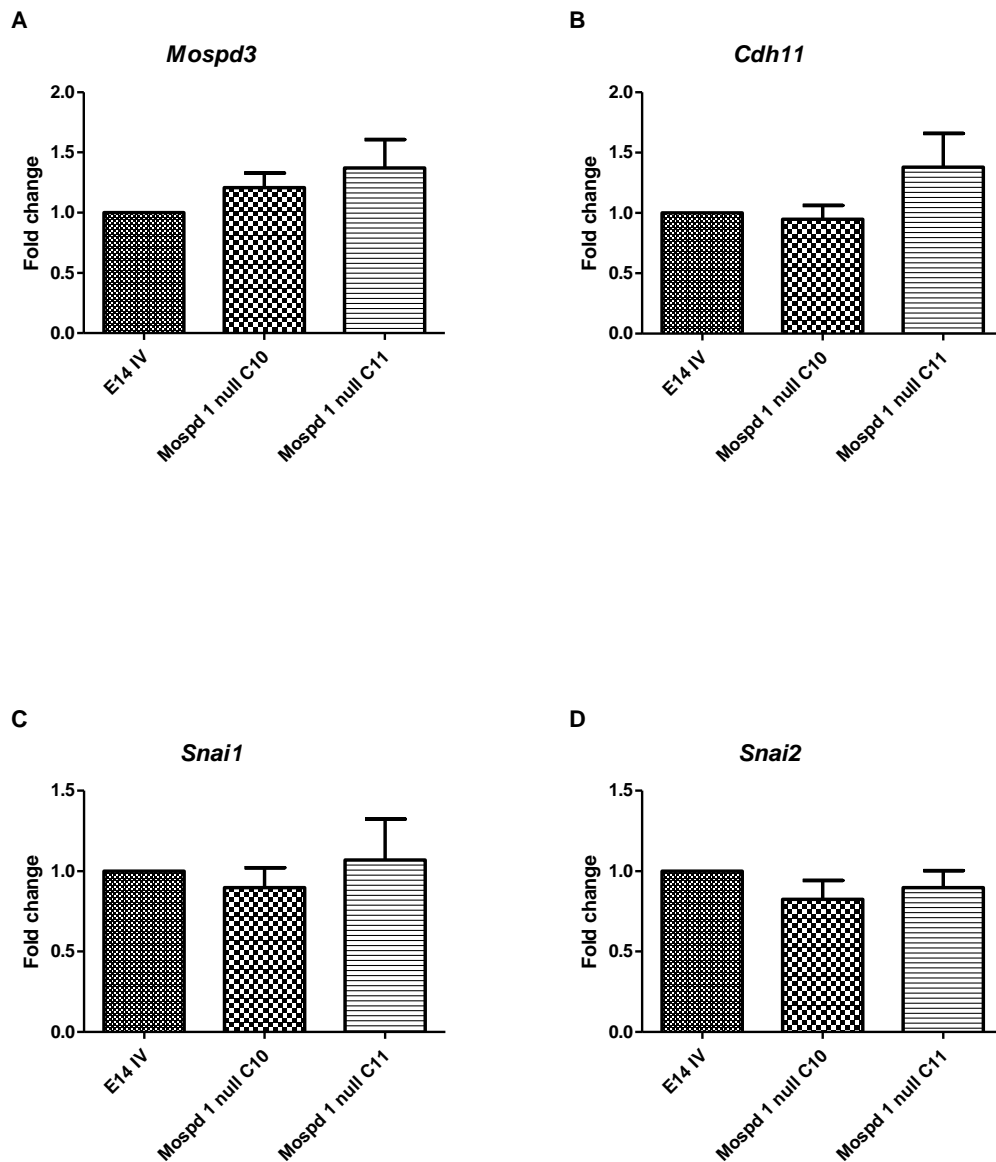 A
Mospd3
Fold change
2.0
1.5
1.0
0.5
0.0
E14 IV
Mospd 1 null C10
Mospd 1 null C11
B
Cdh11
Fold change
2.0
1.5
1.0
0.5
0.0
E14 IV
Mospd 1 null C10
Mospd 1 null C11
C
Snai1
Fold change
1.5
1.0
0.5
0.0
E14 IV
Mospd 1 null C10
Mospd 1 null C11
D
Snai2
Fold change
1.5
1.0
0.5
0.0
E14 IV
Mospd 1 null C10
Mospd 1 null C11